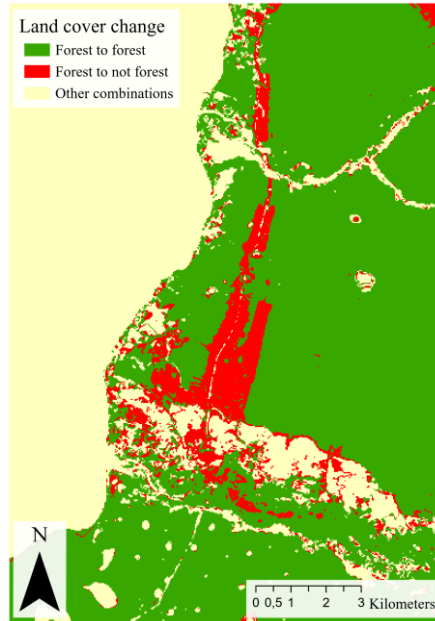 Land cover change
Forest to forest
Forest to not forest
Other combinations
N
0 0,5 1 2 3 Kilometers